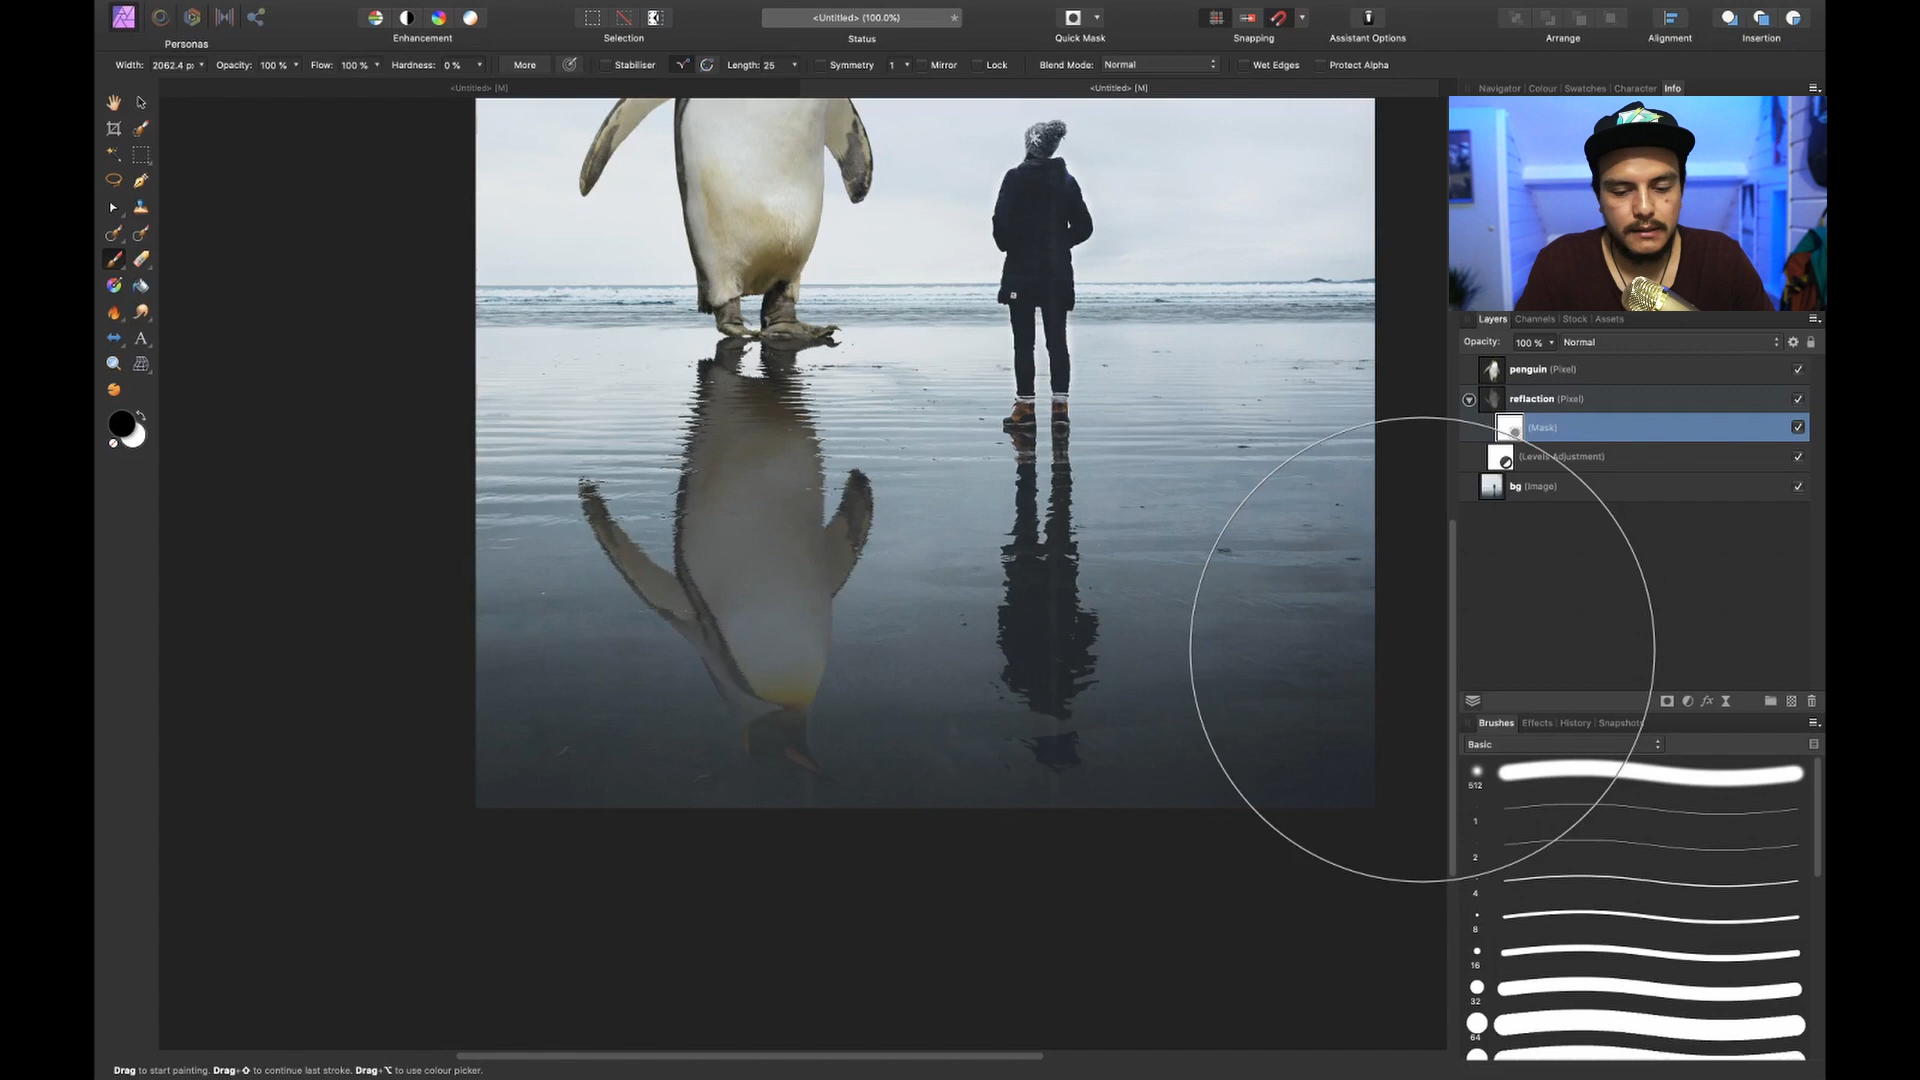 <Untitled> (100.0%)
*
Personas
Enhancement
Selection
Status
Quick Mask
Snapping
Assistant Options
Arrange
Alignment
Insertion
Width: 2062.4 p:
Opacity: 100 %
Flow: 100 %
Hardness: 0 %
More
Stabiliser
Length: 25
Symmetry
1
Mirror
Lock
Blend Mode: Normal
Wet Edges
Protect Alpha
<Untitled> [M]
<Untitled> [M]
Navigator Colour Swatches Character Info
Layers Channels Stock Assets
Opacity: 100 % Normal
penguin (Pixel)
reflaction (Pixel)
(Mask)
(Levels Adjustment)
bg (Image)
fx
Brushes Effects History Snapshots
Basic
512
1
2
4
8
16
32
64
Drag to start painting. Drag+⇧ to continue last stroke. Drag+⌥ to use colour picker.